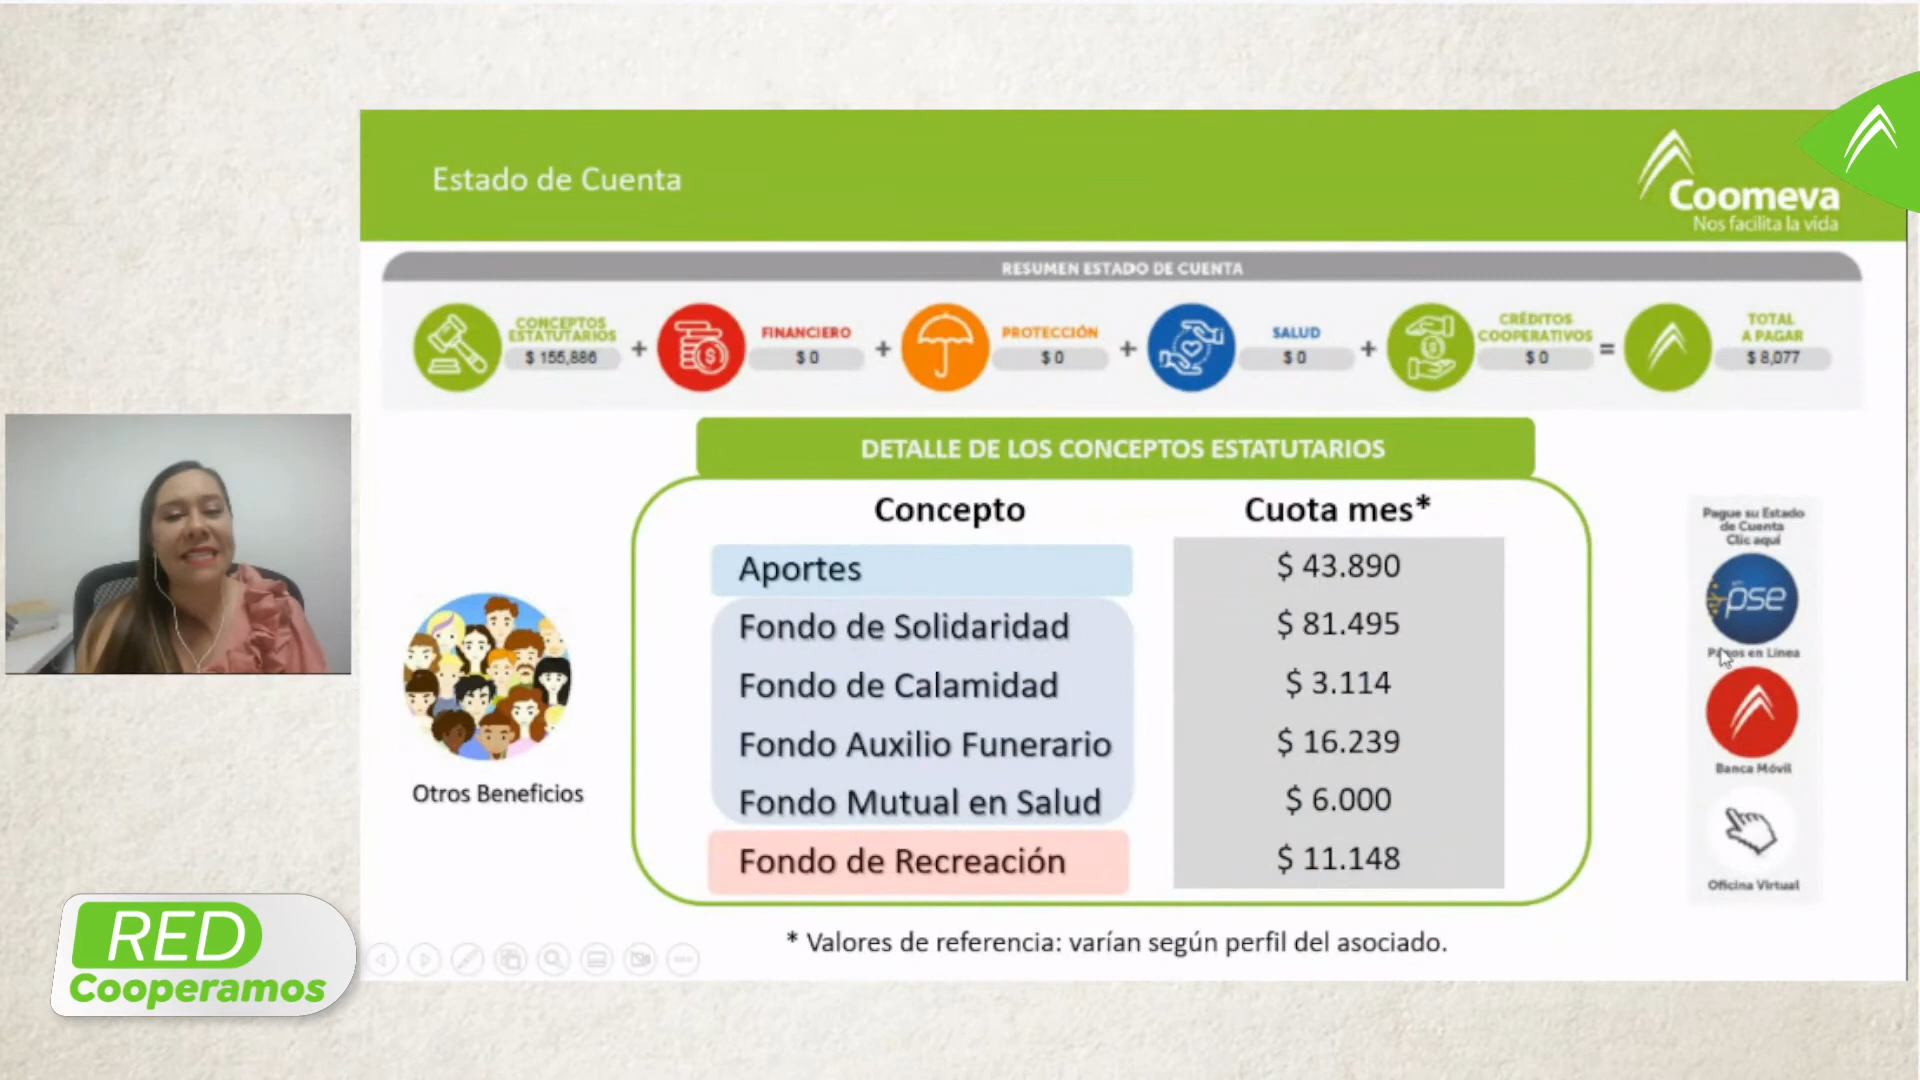 Estado de Cuenta
Coomeva
Nos facilita la vida
RESUMEN ESTADO DE CUENTA
CONCEPTOS
ESTATUTARIOS
$ 155,886
+
FINANCIERO
$ 0
+
PROTECCIÓN
$ 0
+
SALUD
$ 0
+
CRÉDITOS
COOPERATIVOS
$ 0
=
TOTAL
A PAGAR
$ 8,077
DETALLE DE LOS CONCEPTOS ESTATUTARIOS
Concepto Cuota mes*
Aportes $ 43.890
Fondo de Solidaridad $ 81.495
Fondo de Calamidad $ 3.114
Fondo Auxilio Funerario $ 16.239
Fondo Mutual en Salud $ 6.000
Fondo de Recreación $ 11.148
* Valores de referencia: varían según perfil del asociado.
Otros Beneficios
Pague su Estado
de Cuenta
Clic aquí
pse
Pagos en Línea
Banca Móvil
Oficina Virtual
RED
Cooperamos